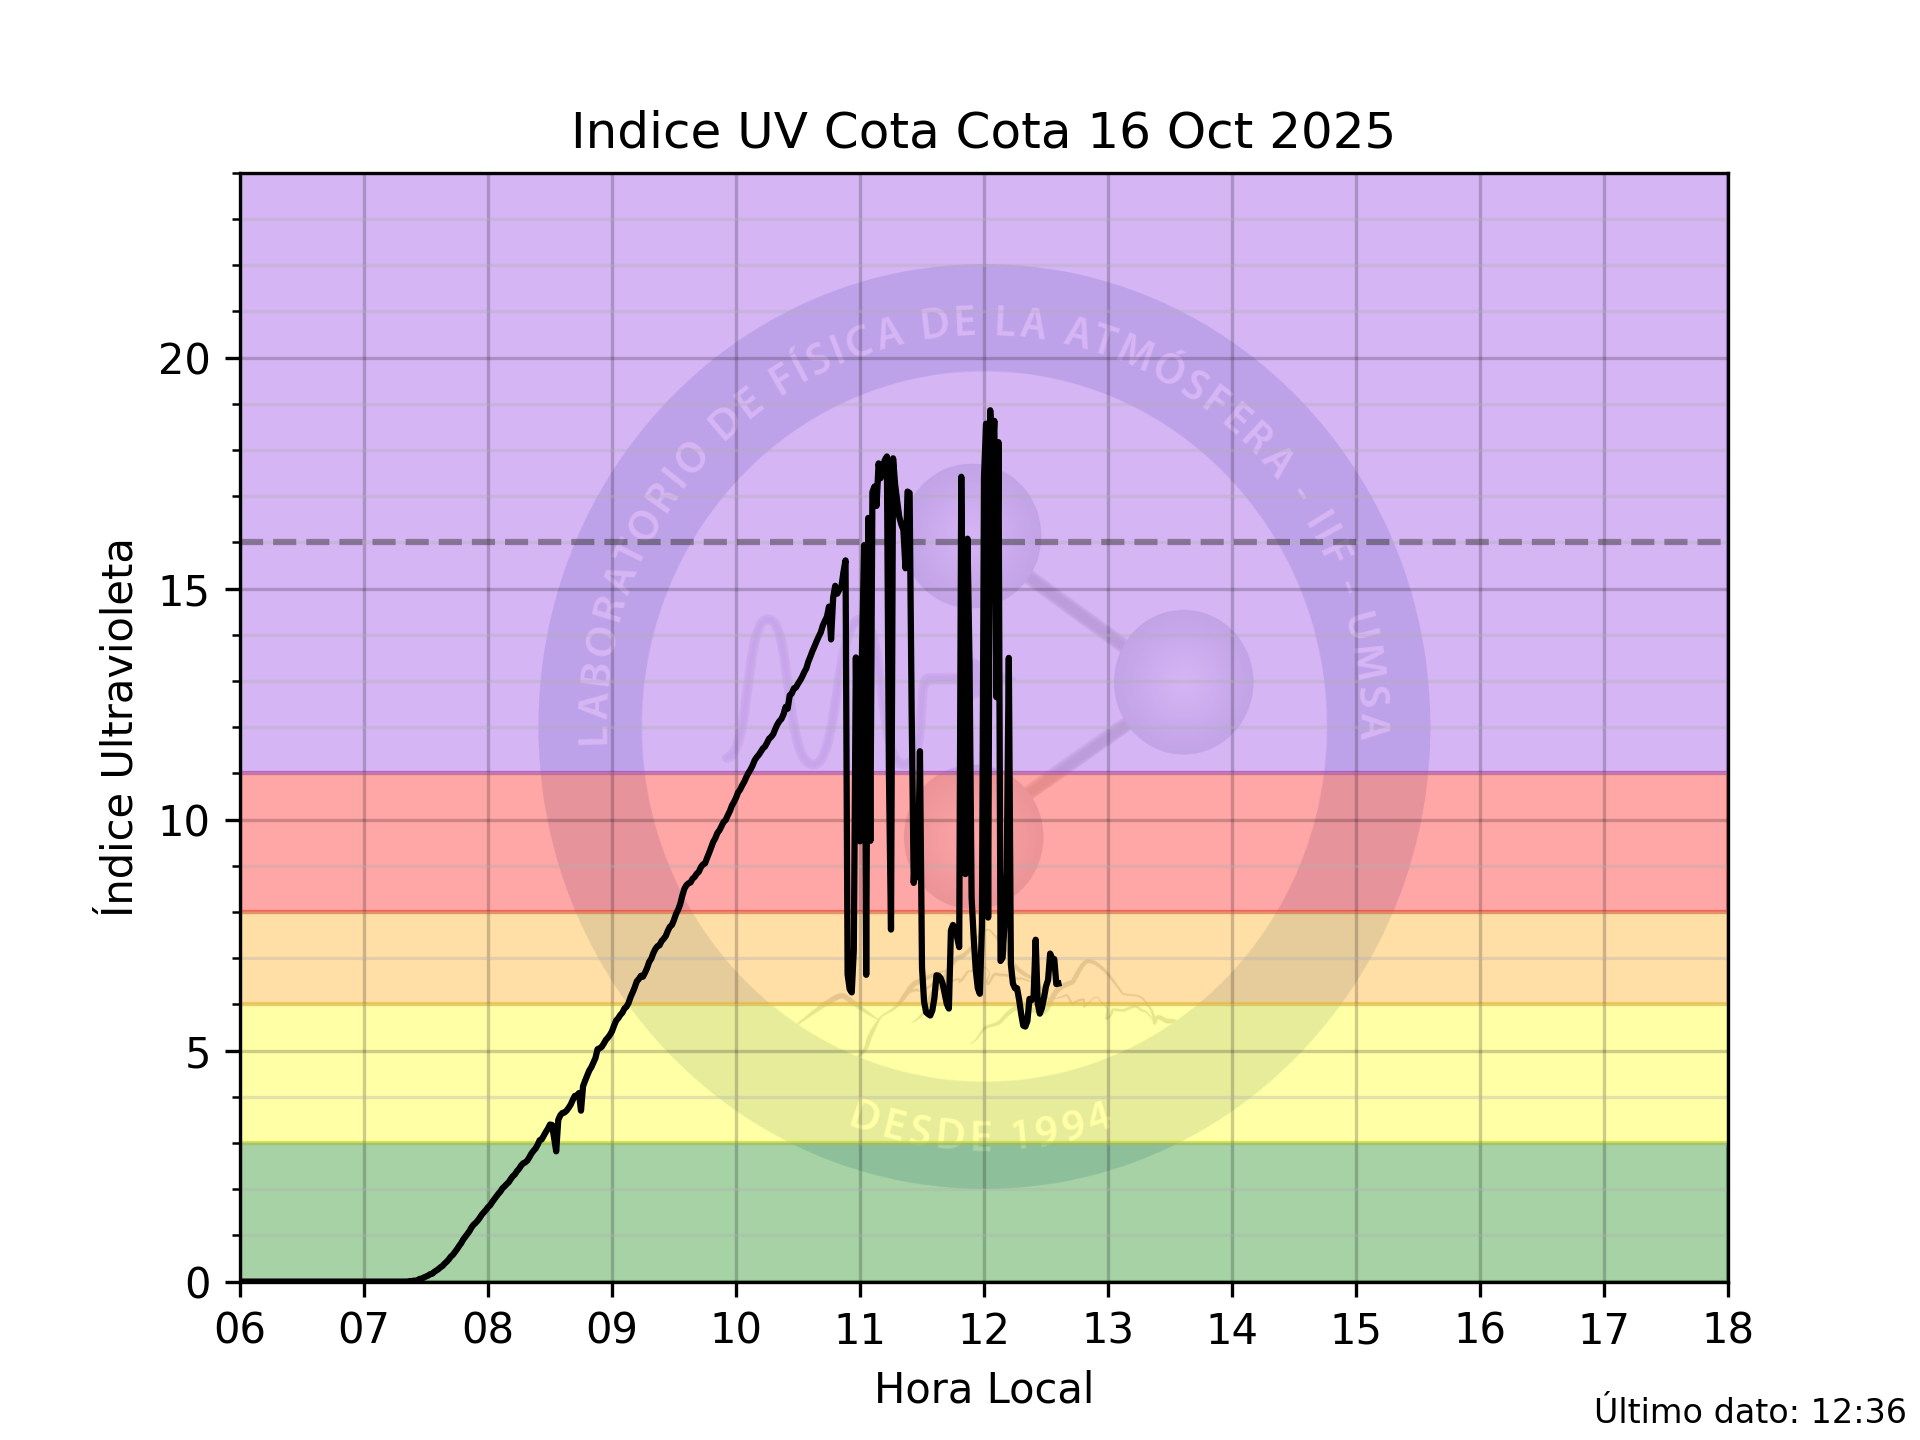 Indice UV Cota Cota 16 Oct 2025
Índice Ultravioleta
20
15
10
5
0
LABORATORIO DE FÍSICA DE LA ATMÓSFERA - IIF - UMSA
DESDE 1994
06 07 08 09 10 11 12 13 14 15 16 17 18
Hora Local
Último dato: 12:36